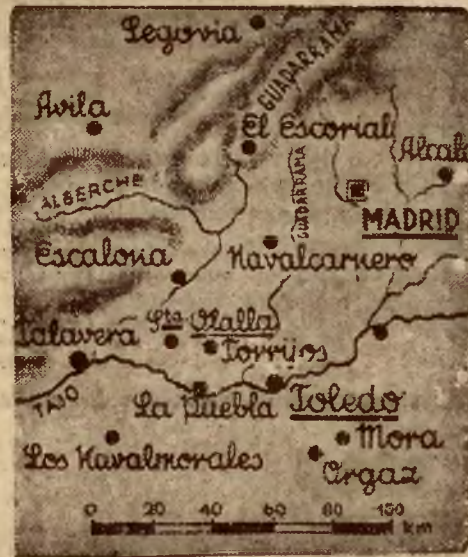 Segovia
GUADARRAMA
Avila
El Escorial
Alcala
ALBERCHE
GUADARRAMA
MADRID
Escalona
Navalcarnero
Talavera
Sta Olalla
Torrijos
TAJO
La Puebla
Toledo
Mora
Los Navalmorales
Orgaz
0 20 40 60 80 100
km